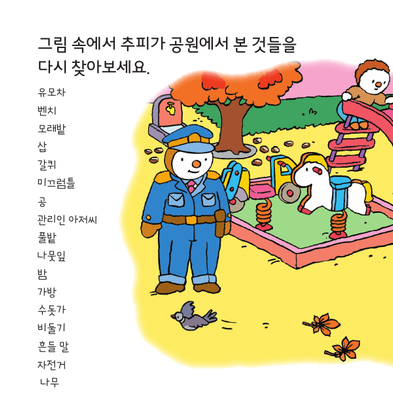 그림 속에서 추피가 공원에서 본 것들을
다시 찾아보세요.
유모차
벤치
모래밭
삽
갈퀴
미끄럼틀
공
관리인 아저씨
풀밭
나뭇잎
밤
가방
수돗가
비둘기
흔들 말
자전거
나무